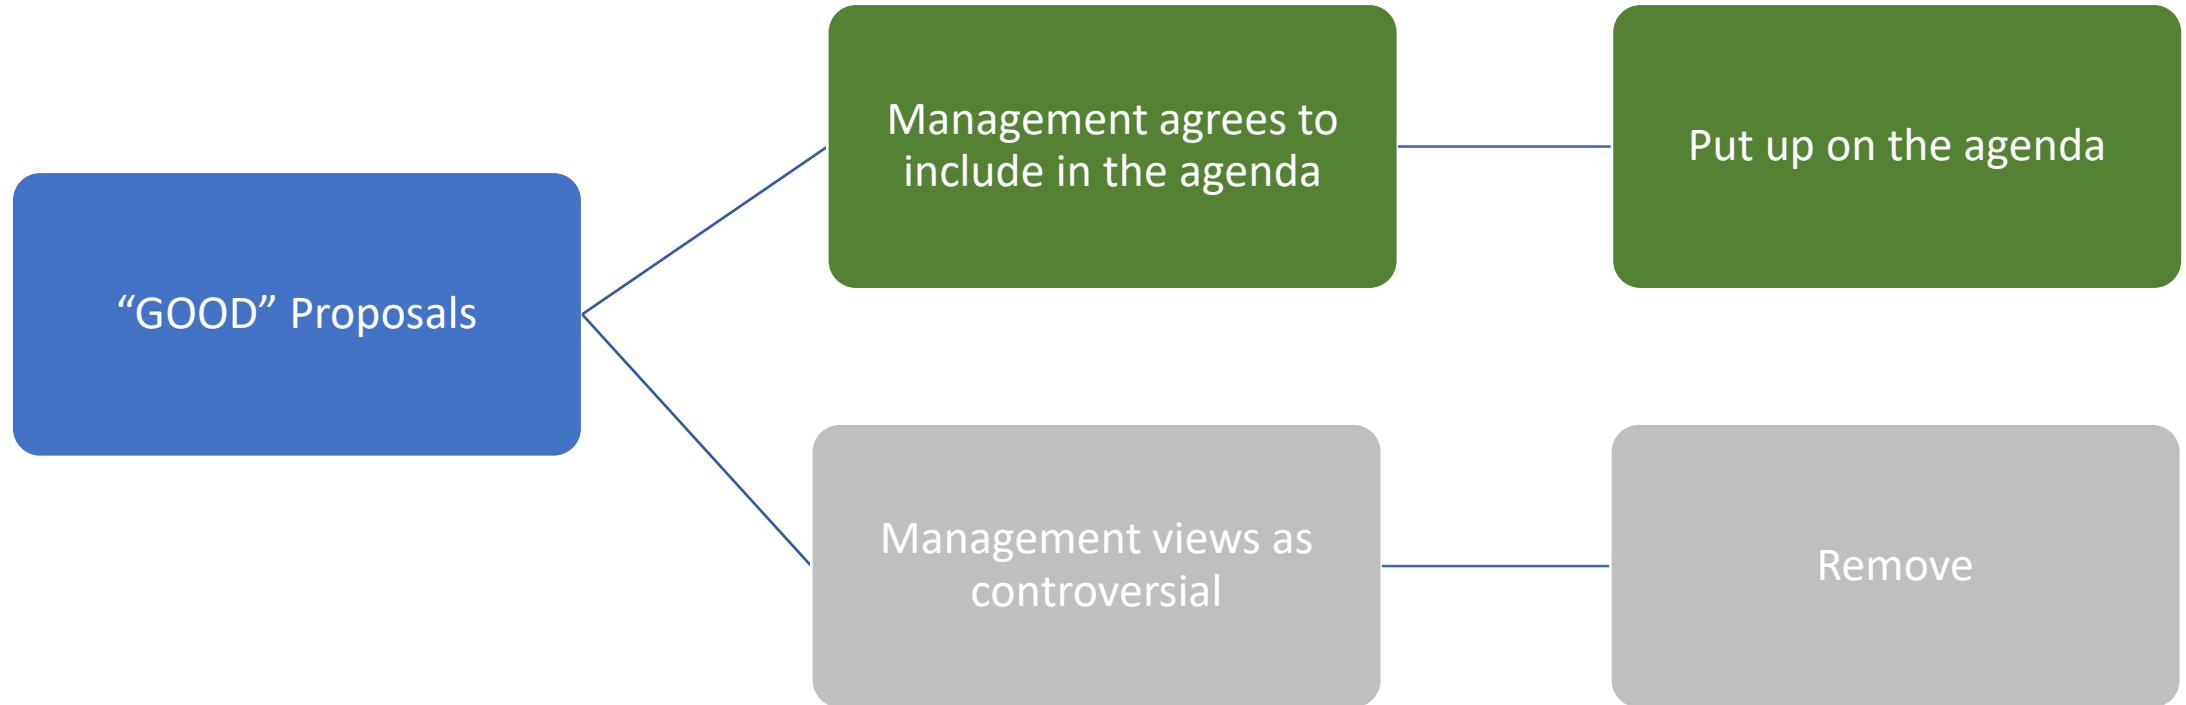 “GOOD” Proposals
Management agrees to
include in the agenda
Put up on the agenda
Management views as
controversial
Remove